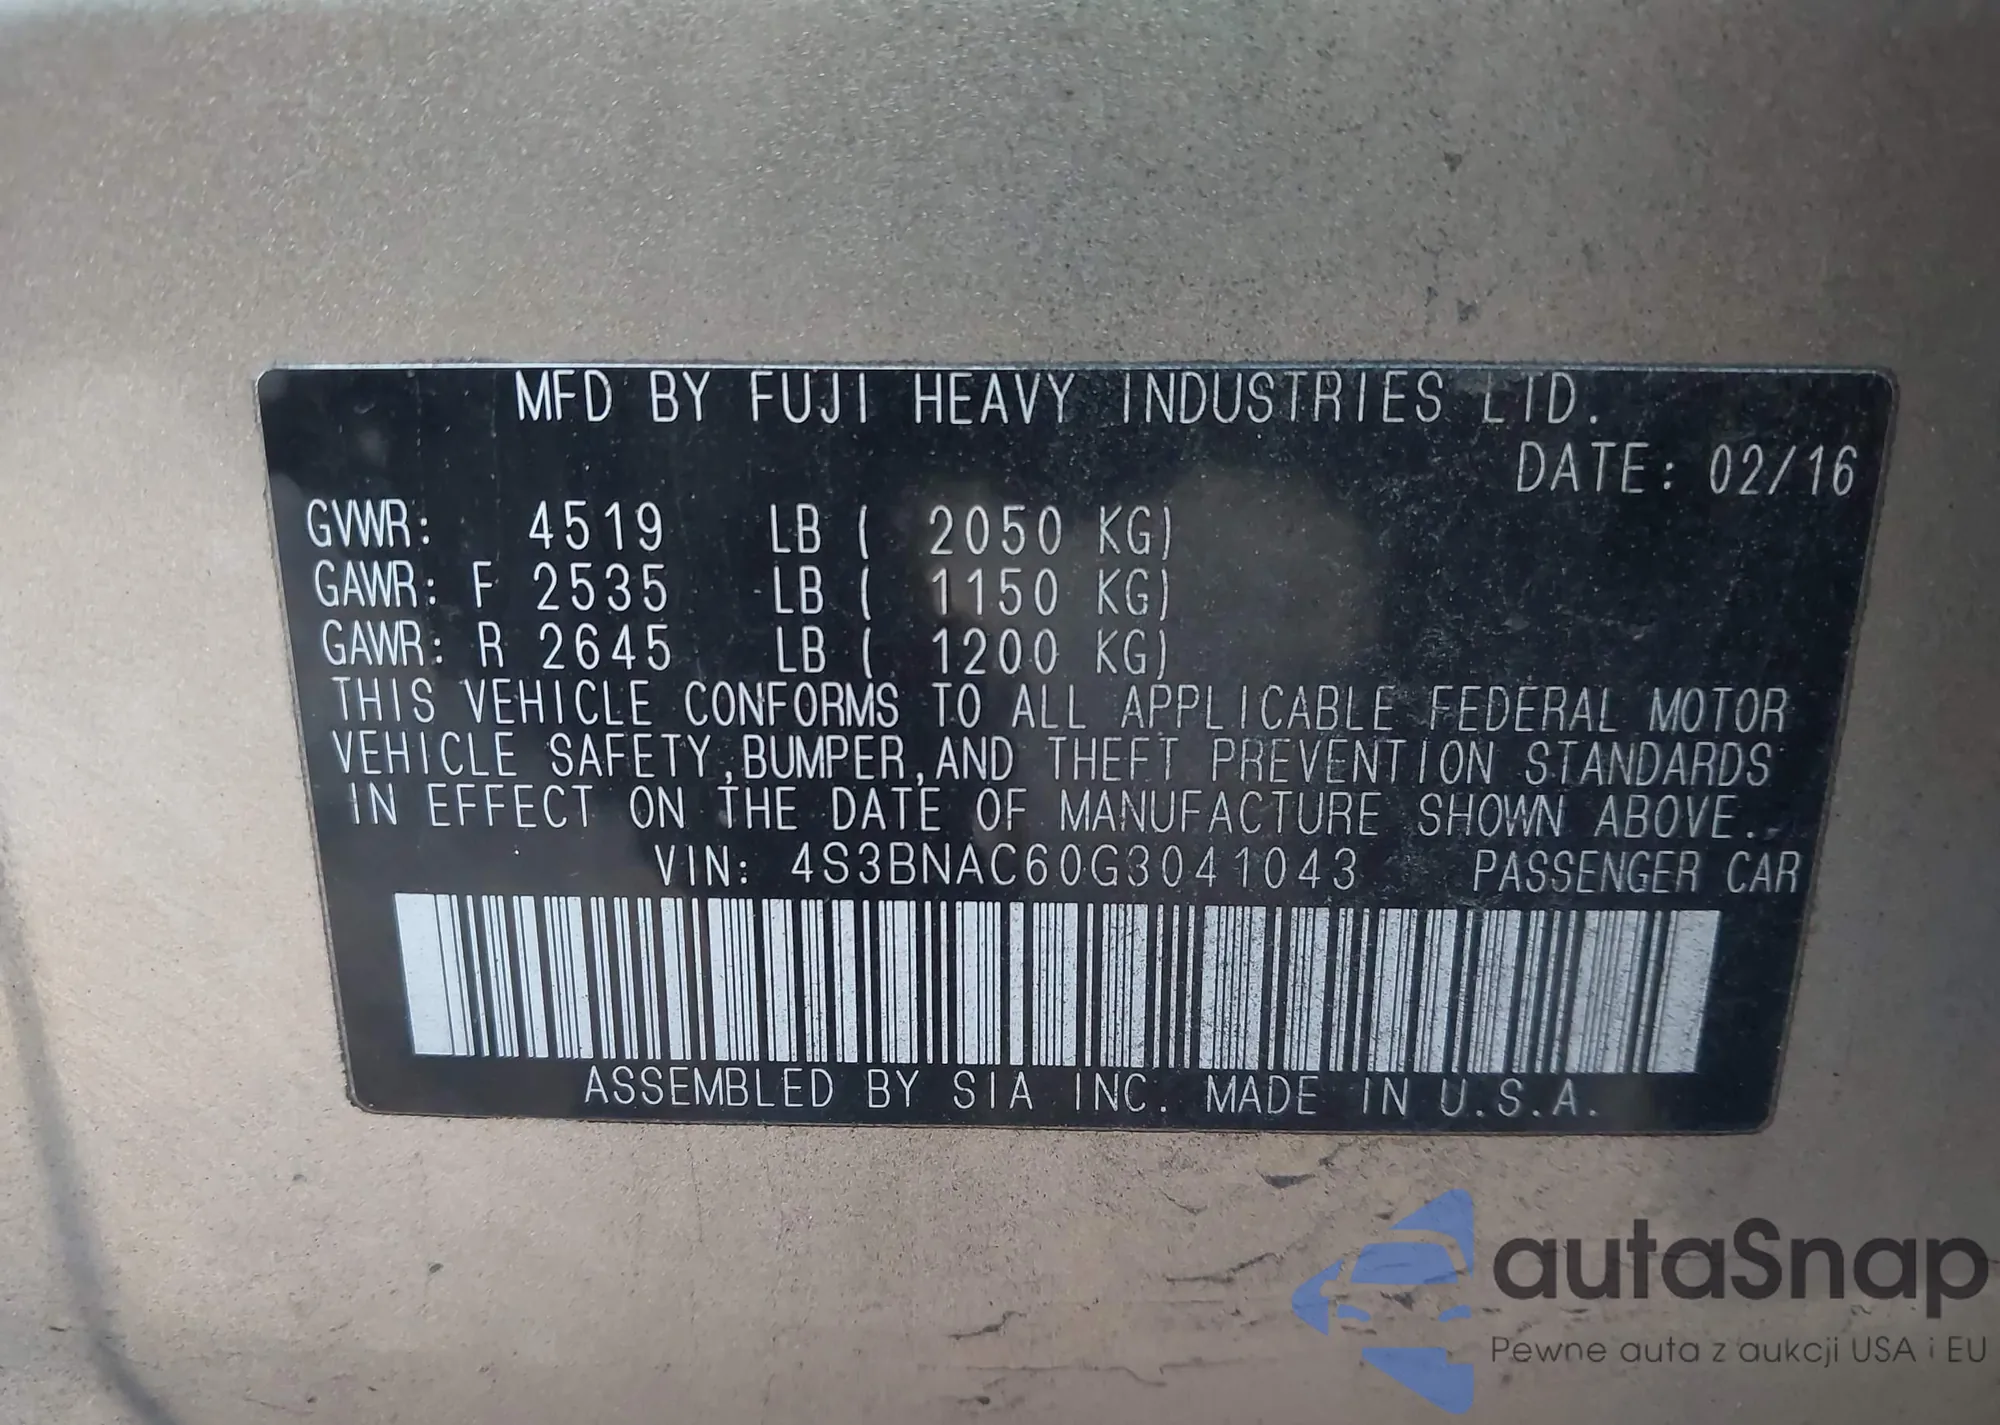 MFD BY FUJI HEAVY INDUSTRIES LTD.
DATE: 02/16
GVWR: 4519 LB ( 2050 KG)
GAWR: F 2535 LB ( 1150 KG)
GAWR: R 2645 LB ( 1200 KG)
THIS VEHICLE CONFORMS TO ALL APPLICABLE FEDERAL MOTOR
VEHICLE SAFETY,BUMPER,AND THEFT PREVENTION STANDARDS
IN EFFECT ON THE DATE OF MANUFACTURE SHOWN ABOVE.
VIN: 4S3BNAC60G3041043 PASSENGER CAR
ASSEMBLED BY SIA INC. MADE IN U.S.A.
autaSnap
Pewne auta z aukcji USA i EU